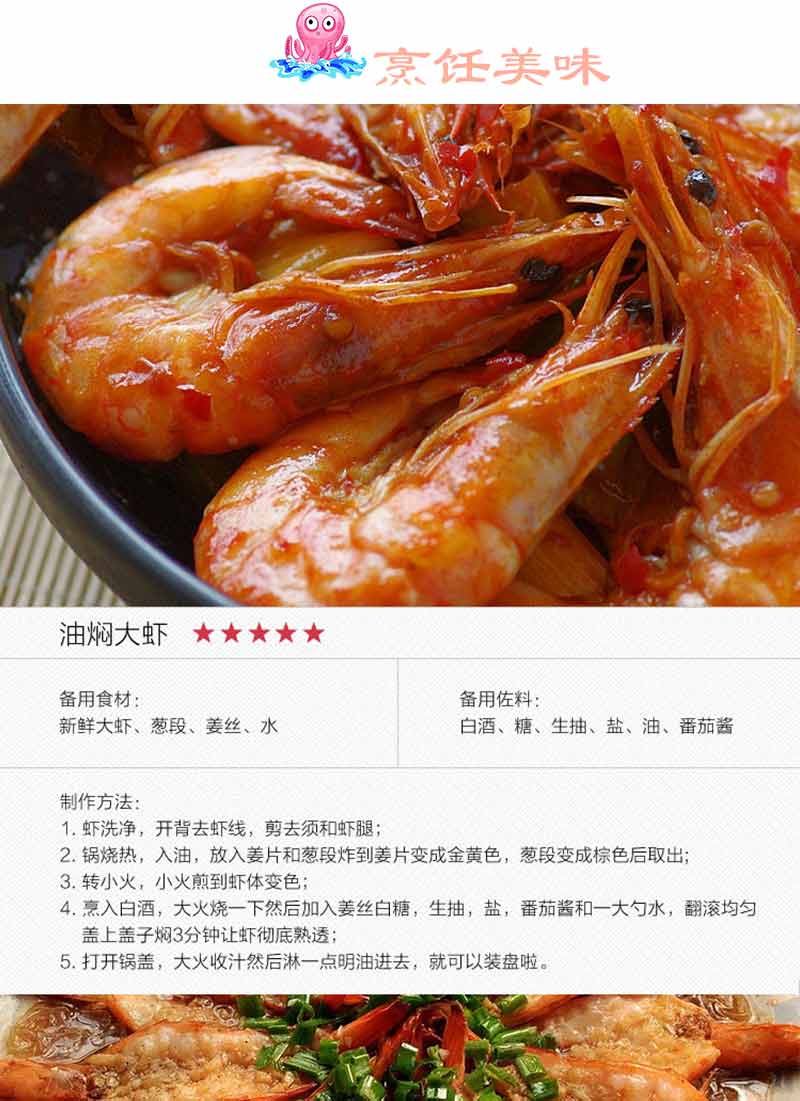 烹饪美味
油焖大虾 ★★★★★
备用食材：
新鲜大虾、葱段、姜丝、水
备用佐料：
白酒、糖、生抽、盐、油、番茄酱
制作方法：
1. 虾洗净，开背去虾线，剪去须和虾腿；
2. 锅烧热，入油，放入姜片和葱段炸到姜片变成金黄色，葱段变成棕色后取出；
3. 转小火，小火煎到虾体变色；
4. 烹入白酒，大火烧一下然后加入姜丝白糖，生抽，盐，番茄酱和一大勺水，翻滚均匀
盖上盖子焖3分钟让虾彻底熟透；
5. 打开锅盖，大火收汁然后淋一点明油进去，就可以装盘啦。